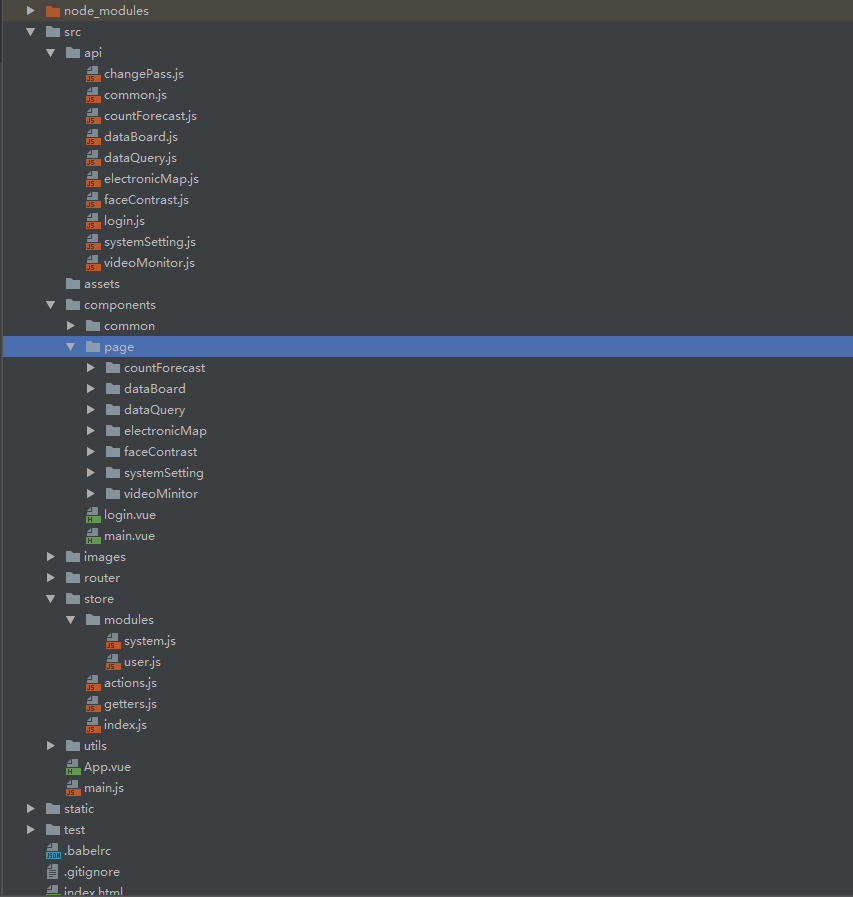 node_modules
src
api
changePass.js
common.js
countForecast.js
dataBoard.js
dataQuery.js
electronicMap.js
faceContrast.js
login.js
systemSetting.js
videoMonitor.js
assets
components
common
page
countForecast
dataBoard
dataQuery
electronicMap
faceContrast
systemSetting
videoMinitor
login.vue
main.vue
images
router
store
modules
system.js
user.js
actions.js
getters.js
index.js
utils
App.vue
main.js
static
test
.babelrc
.gitignore
index.html